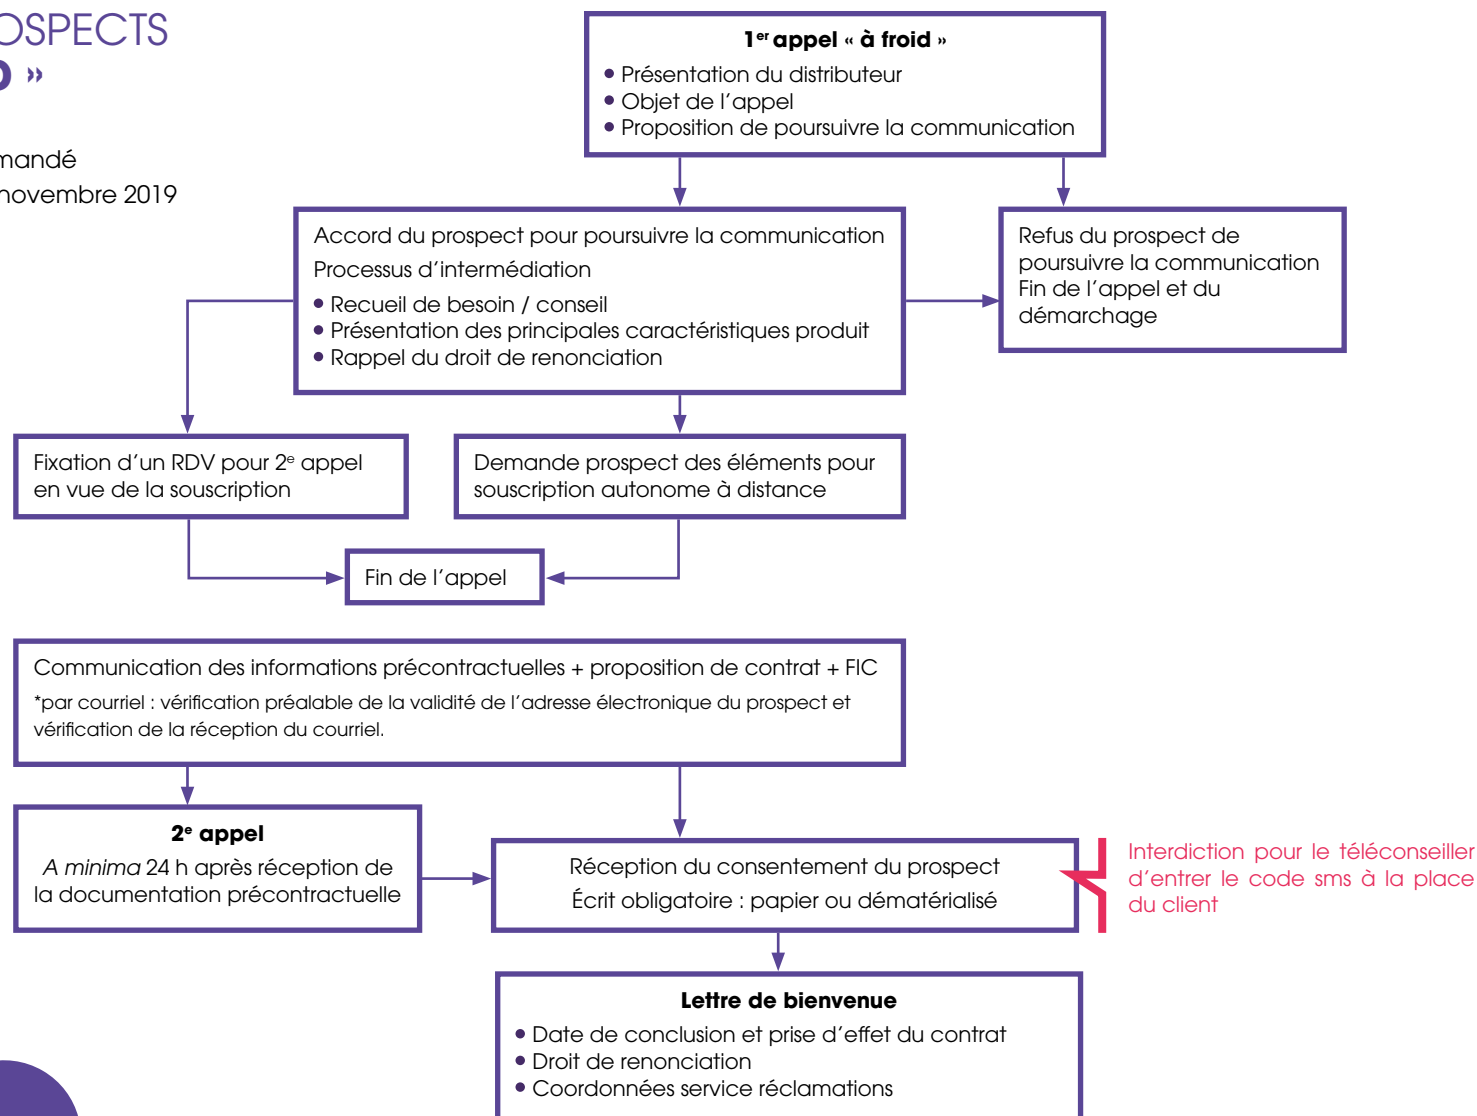 OSPECTS
»
mandé
novembre 2019
1er appel « à froid »
• Présentation du distributeur
• Objet de l’appel
• Proposition de poursuivre la communication
Accord du prospect pour poursuivre la communication
Processus d’intermédiation
• Recueil de besoin / conseil
• Présentation des principales caractéristiques produit
• Rappel du droit de renonciation
Refus du prospect de
poursuivre la communication
Fin de l’appel et du
démarchage
Fixation d’un RDV pour 2e appel
en vue de la souscription
Demande prospect des éléments pour
souscription autonome à distance
Fin de l’appel
Communication des informations précontractuelles + proposition de contrat + FIC
*par courriel : vérification préalable de la validité de l’adresse électronique du prospect et
vérification de la réception du courriel.
2e appel
A minima 24 h après réception de
la documentation précontractuelle
Réception du consentement du prospect
Écrit obligatoire : papier ou dématérialisé
Interdiction pour le téléconseiller
d’entrer le code sms à la place
du client
Lettre de bienvenue
• Date de conclusion et prise d’effet du contrat
• Droit de renonciation
• Coordonnées service réclamations